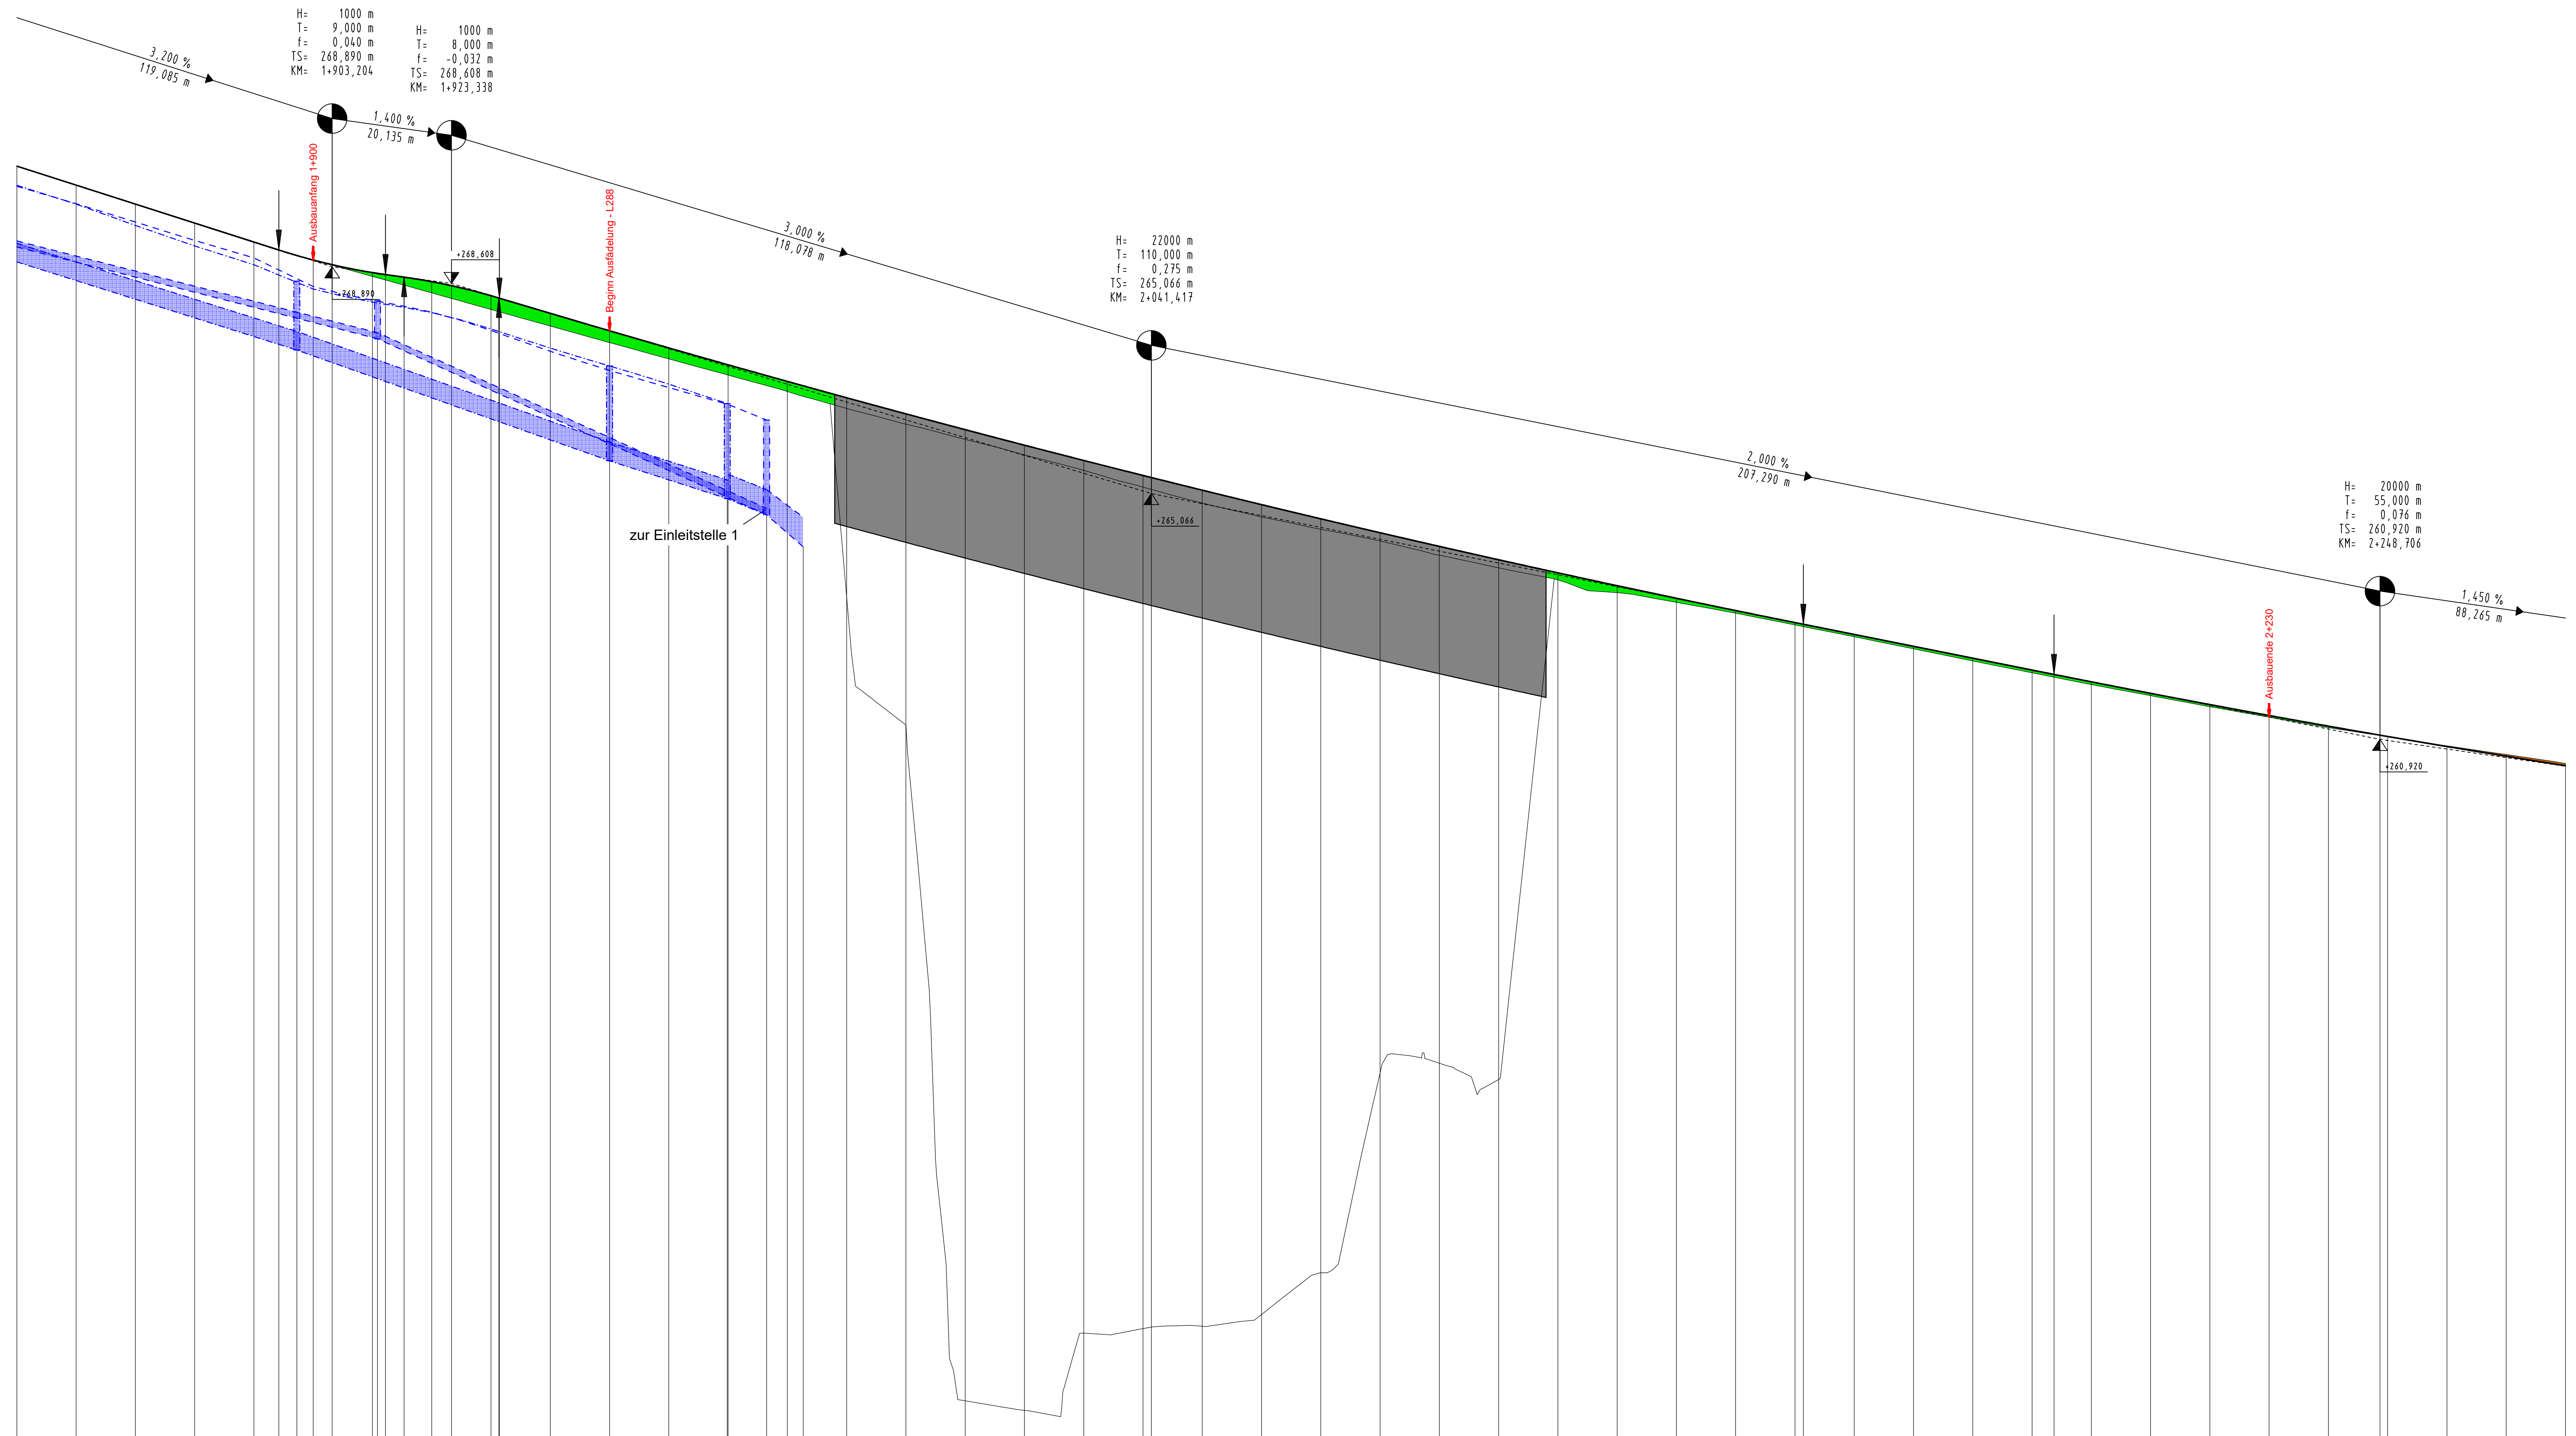 H= 1000 m
T= 9,000 m
f= 0,040 m
TS= 268,890 m
KM= 1+903,204
H= 1000 m
T= 8,000 m
f= -0,032 m
TS= 268,608 m
KM= 1+923,338
3,200 %
119,085 m
1,400 %
20,135 m
Ausbauanfang 1+900
+268,608
+268,890
Beginn Ausfädelung - L288
3,000 %
118,078 m
H= 22000 m
T= 110,000 m
f= 0,275 m
TS= 265,066 m
KM= 2+041,417
zur Einleitstelle 1
+265,066
2,000 %
207,290 m
H= 20000 m
T= 55,000 m
f= 0,076 m
TS= 260,920 m
KM= 2+248,706
1,450 %
88,265 m
Ausbauende 2+230
+260,920